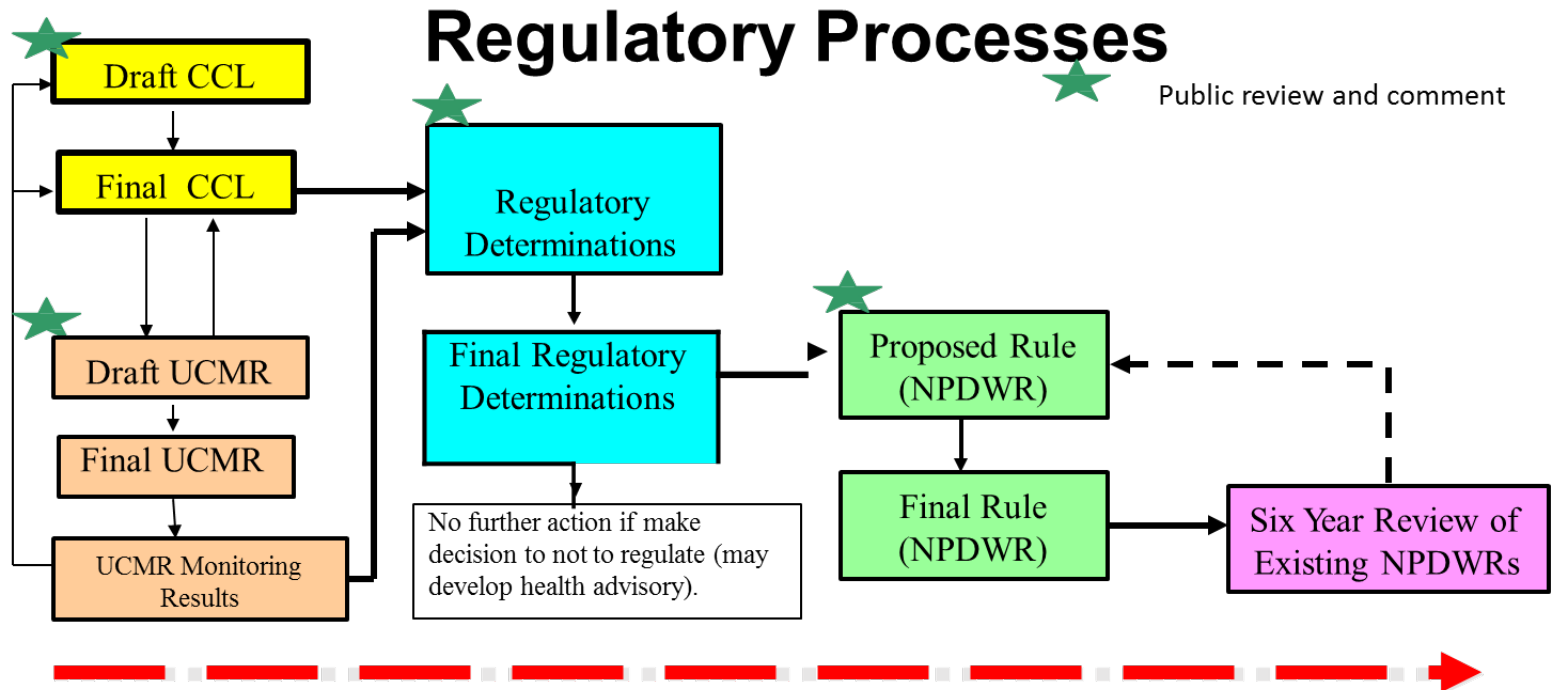 Regulatory Processes
Public review and comment
Draft CCL
Final CCL
Draft UCMR
Final UCMR
UCMR Monitoring
Results
Regulatory
Determinations
Final Regulatory
Determinations
No further action if make
decision to not to regulate (may
develop health advisory).
Proposed Rule
(NPDWR)
Final Rule
(NPDWR)
Six Year Review of
Existing NPDWRs